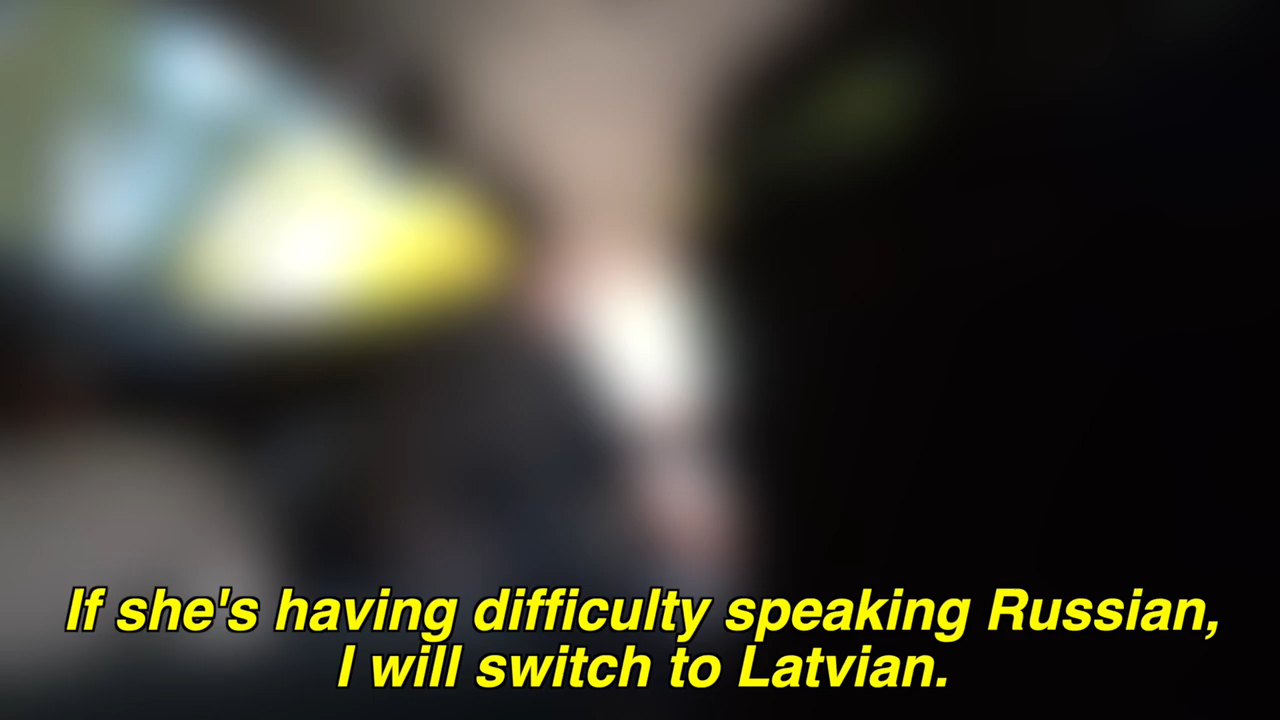 If she's having difficulty speaking Russian,
I will switch to Latvian.